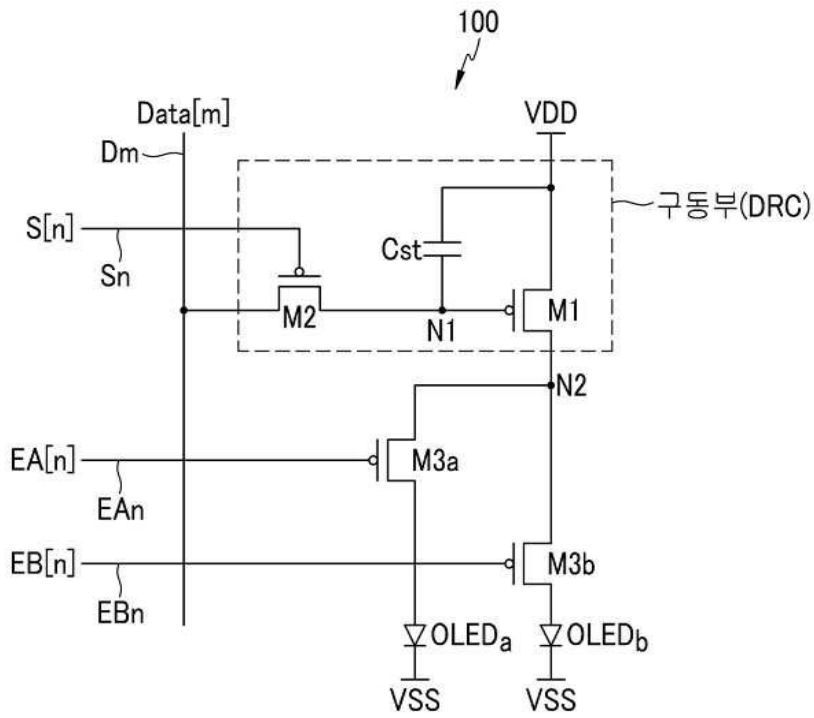 100
Data[m]
VDD
Dm
구동부(DRC)
S[n]
Cst
Sn
M2
N1
M1
N2
EA[n]
M3a
EAn
EB[n]
M3b
EBn
OLEDa
OLEDb
VSS
VSS